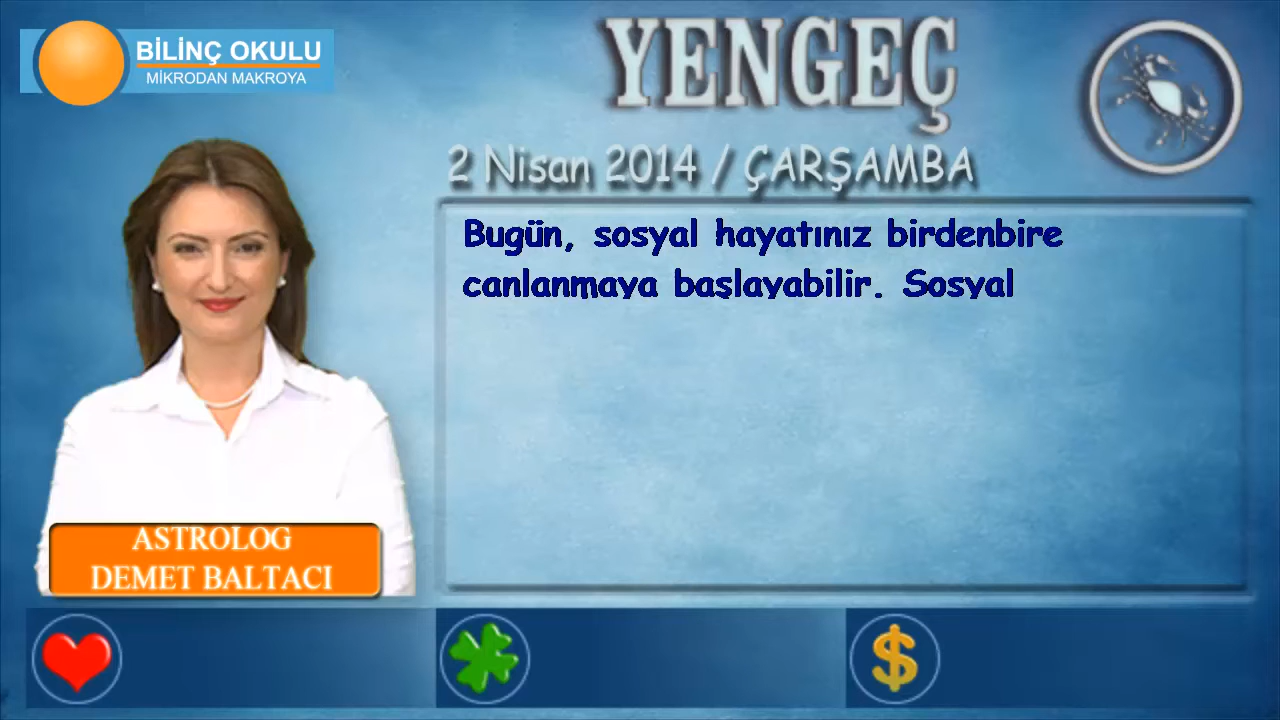 BİLİNÇ OKULU
MİKRODAN MAKROYA
YENGEÇ
2 Nisan 2014 / ÇARŞAMBA
Bugün, sosyal hayatınız birdenbire
canlanmaya başlayabilir. Sosyal
ASTROLOG
DEMET BALTACI
$